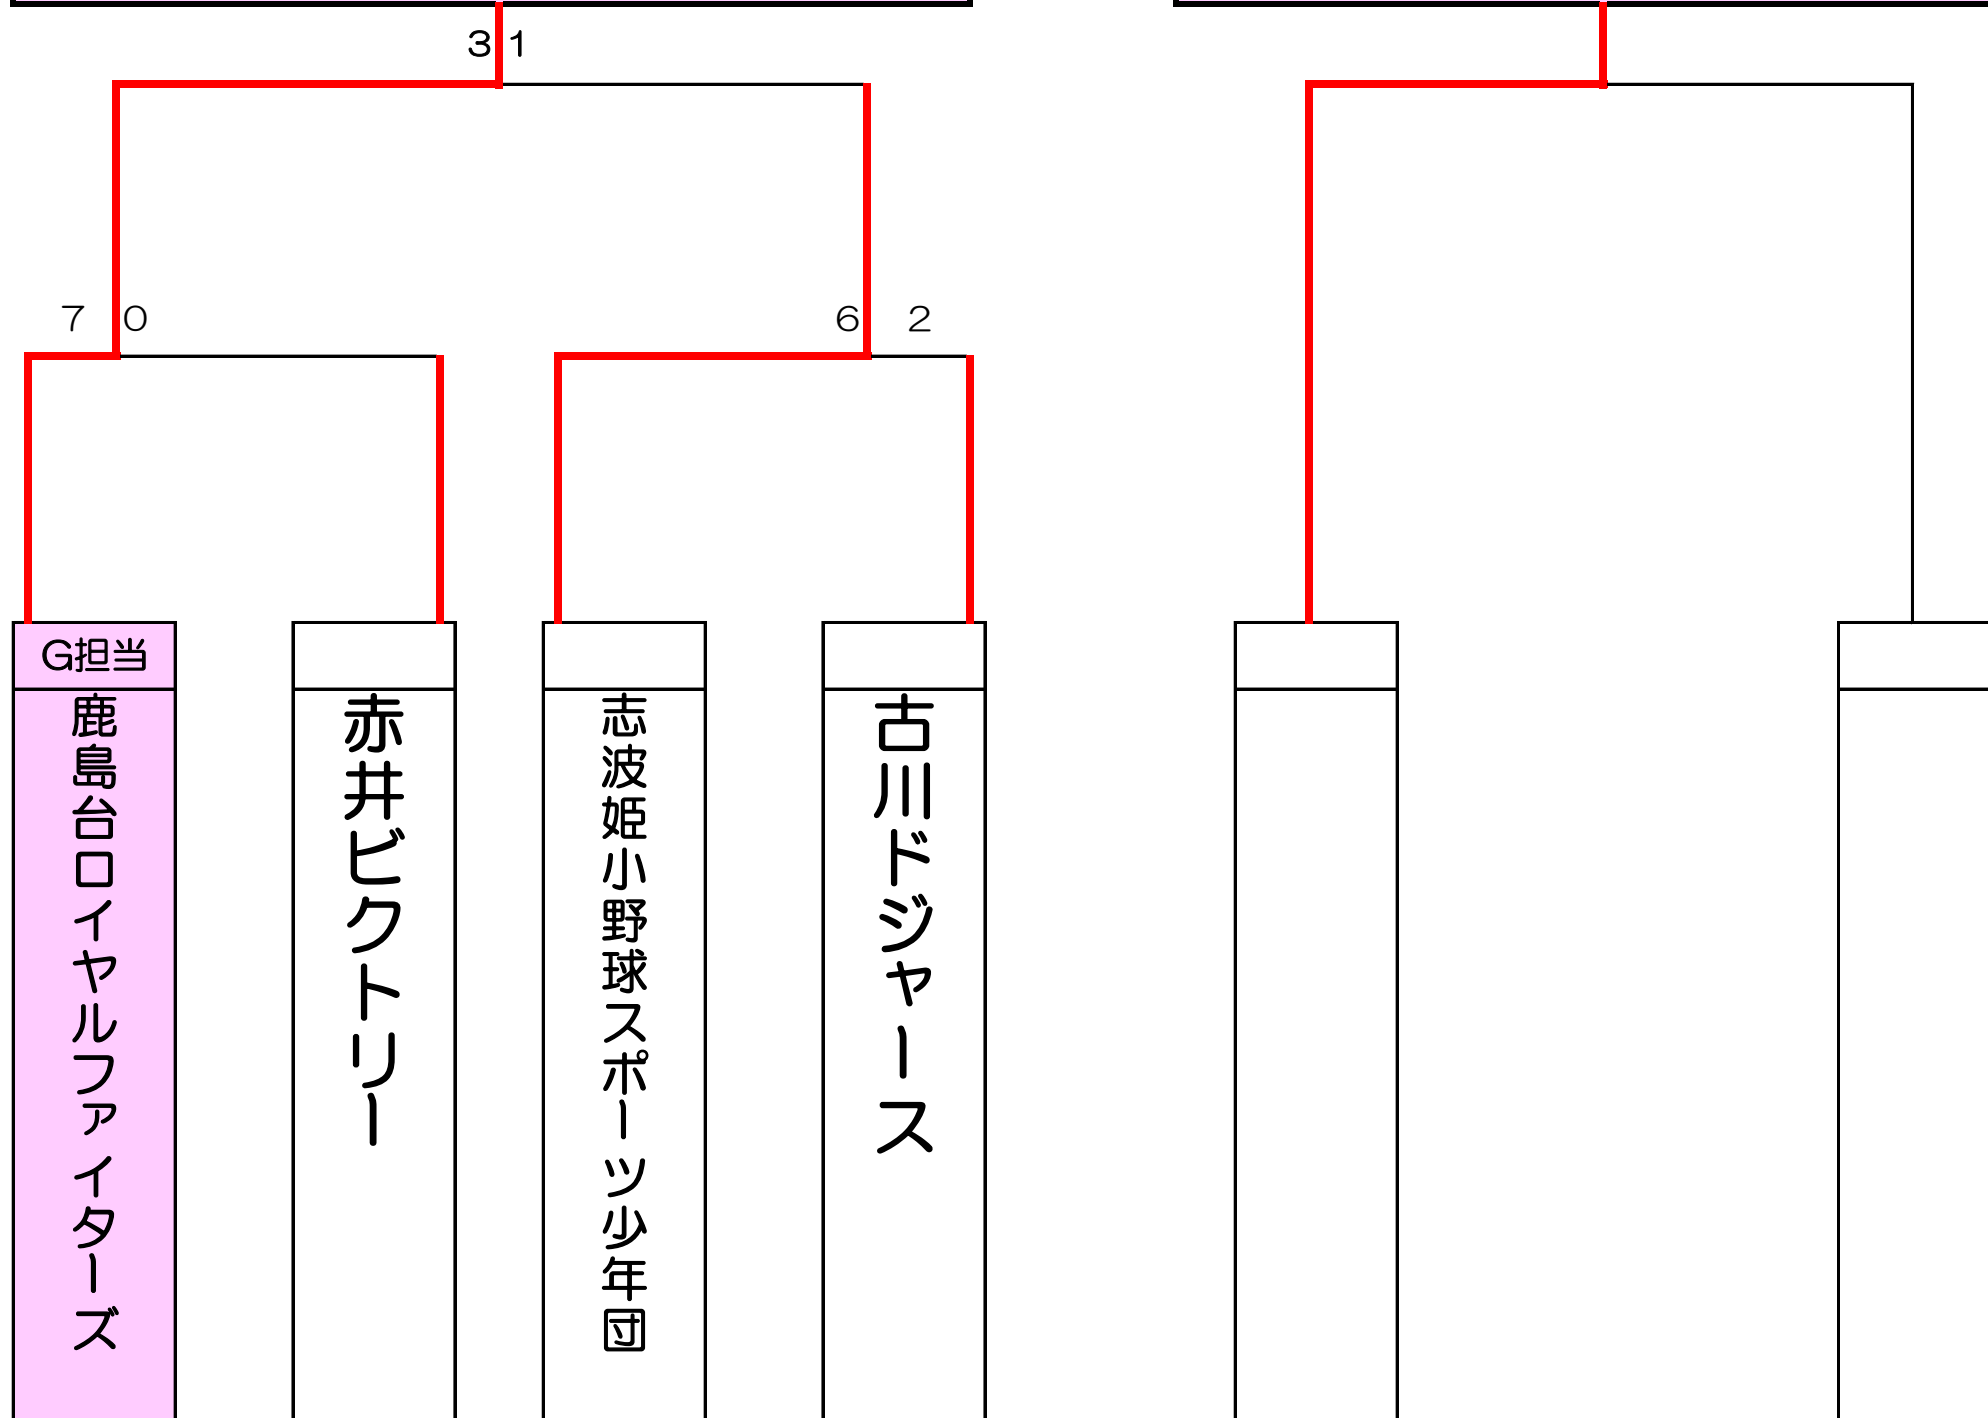 3 1
7 0
6 2
G担当
鹿島台ロイヤルファイターズ
赤井ビクトリー
志波姫小野球スポーツ少年団
古川ドジャース